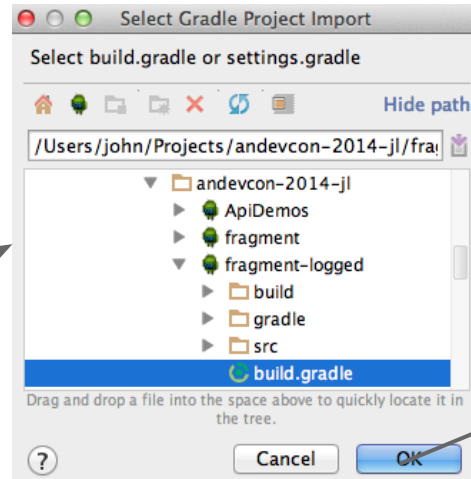 Select Gradle Project Import
Select build.gradle or settings.gradle
Hide path
/Users/john/Projects/andevcon-2014-jl/fra
andevcon-2014-jl
ApiDemos
fragment
fragment-logged
build
gradle
src
build.gradle
Drag and drop a file into the space above to quickly locate it in
the tree.
?
Cancel
OK